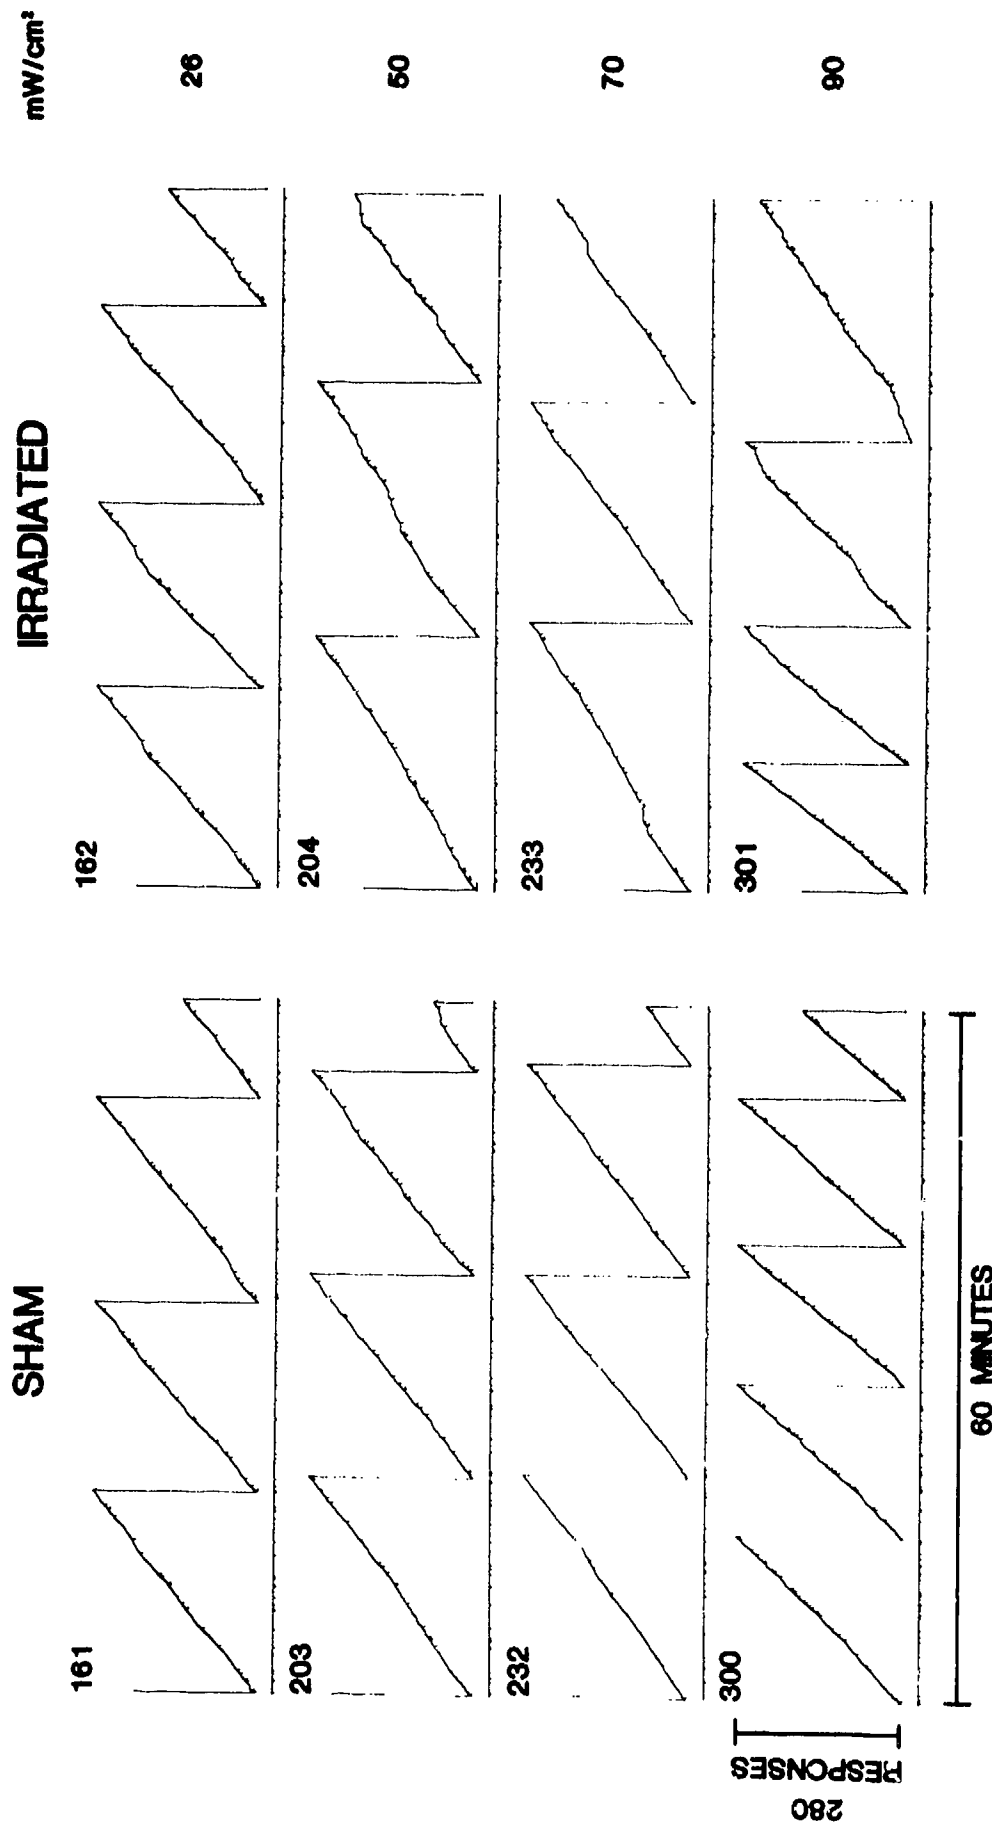 SHAM
IRRADIATED
mW/cm²
161
162
26
203
204
50
232
233
70
300
301
90
280
RESPONSES
60 MINUTES